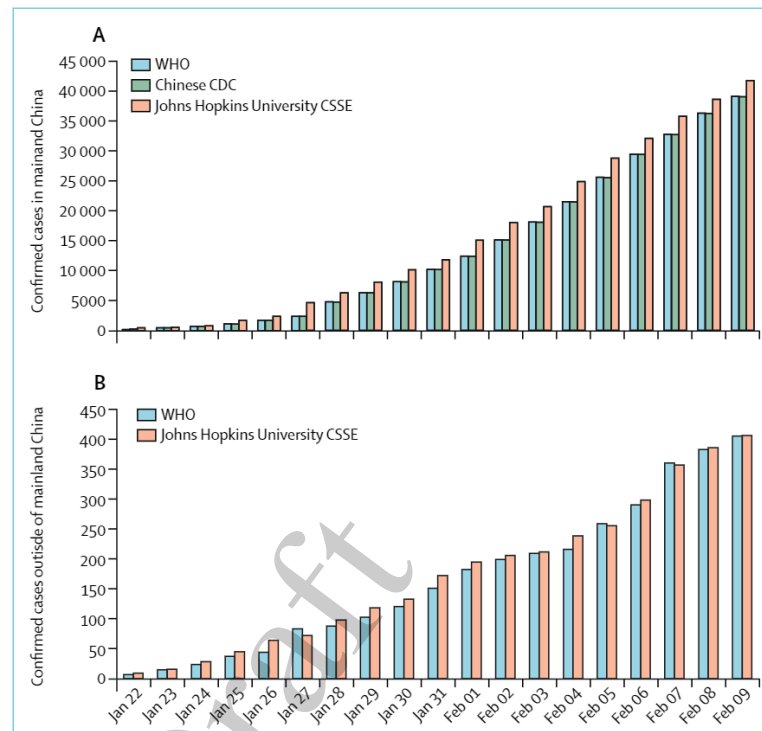 A
WHO
Chinese CDC
Johns Hopkins University CSSE
Confirmed cases in mainand China
45 000
40 000
35 000
30 000
25 000
20 000
15 000
10 000
5000
0
B
WHO
Johns Hopkins University CSSE
Confirmed cases outisde of mainland China
450
400
350
300
250
200
150
100
50
0
Jan 22
Jan 23
Jan 24
Jan 25
Jan 26
Jan 27
Jan 28
Jan 29
Jan 30
Jan 31
Feb 01
Feb 02
Feb 03
Feb 04
Feb 05
Feb 06
Feb 07
Feb 08
Feb 09
Draft